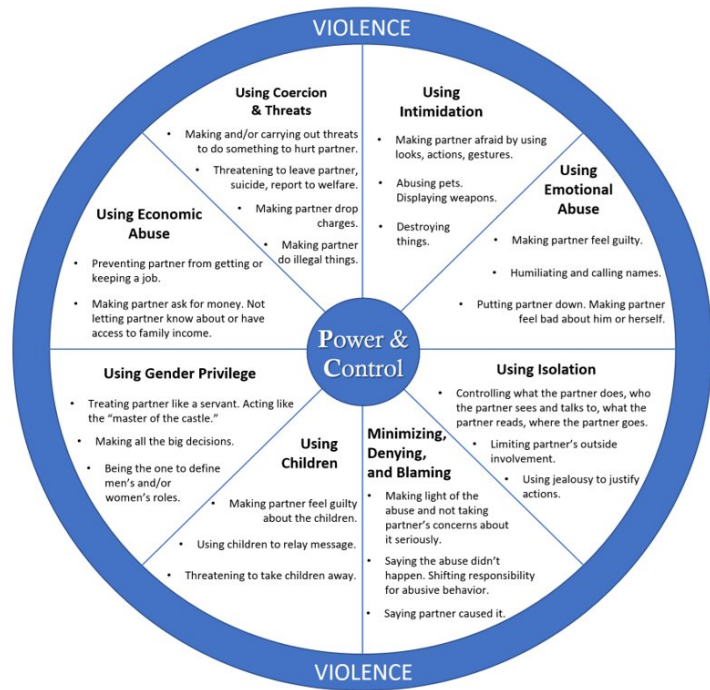 VIOLENCE
Using Coercion
& Threats
• Making and/or carrying out threats
to do something to hurt partner.
• Threatening to leave partner,
suicide, report to welfare.
• Making partner drop
charges.
• Making partner
do illegal things.
Using
Intimidation
• Making partner afraid by using
looks, actions, gestures.
• Abusing pets.
Displaying weapons.
• Destroying
things.
Using
Emotional
Abuse
• Making partner feel guilty.
• Humiliating and calling names.
• Putting partner down. Making partner
feel bad about him or herself.
Using Isolation
• Controlling what the partner does, who
the partner sees and talks to, what the
partner reads, where the partner goes.
• Limiting partner’s outside
involvement.
• Using jealousy to justify
actions.
Minimizing,
Denying,
and Blaming
• Making light of the
abuse and not taking
partner’s concerns about
it seriously.
• Saying the abuse didn’t
happen. Shifting responsibility
for abusive behavior.
• Saying partner caused it.
Using
Children
• Making partner feel guilty
about the children.
• Using children to relay message.
• Threatening to take children away.
Using Gender Privilege
• Treating partner like a servant. Acting like
the “master of the castle.”
• Making all the big decisions.
• Being the one to define
men’s and/or
women’s roles.
Using Economic
Abuse
• Preventing partner from getting or
keeping a job.
• Making partner ask for money. Not
letting partner know about or have
access to family income.
Power &
Control
VIOLENCE